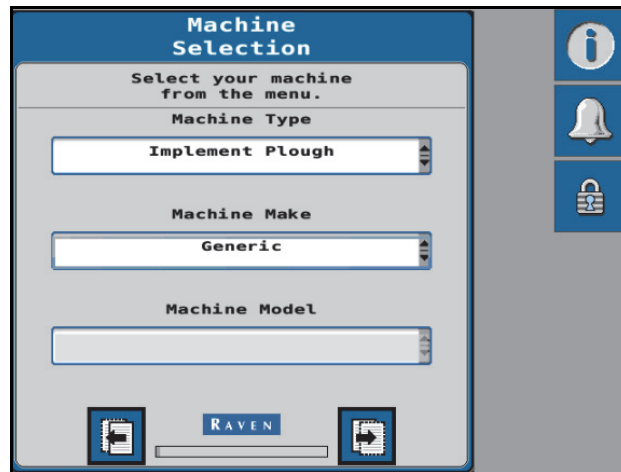 Machine
Selection
Select your machine
from the menu.
Machine Type
Implement Plough
Machine Make
Generic
Machine Model
RAVEN